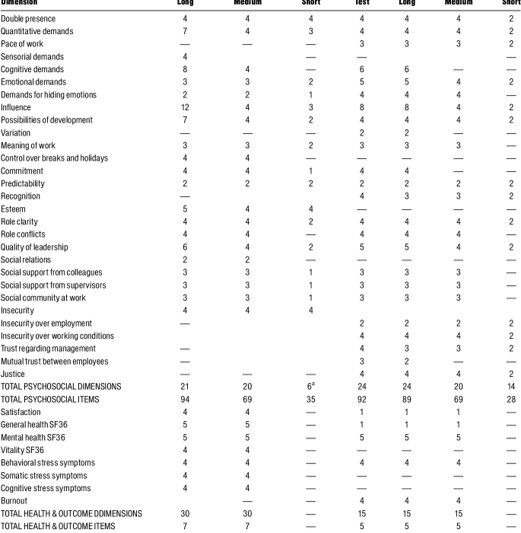 Dimension Long Medium Short Test Long Medium Short
Double presence 4 4 4 4 4 4 2
Quantitative demands 7 4 3 4 4 4 2
Pace of work — — — 3 3 3 2
Sensorial demands 4 — —
Cognitive demands 8 4 6 6 — —
Emotional demands 3 3 2 5 5 4 2
Demands for hiding emotions 2 2 1 4 4 4 —
Influence 12 4 3 8 8 4 2
Possibilities of development 7 4 2 4 4 4 2
Variation — — — 2 2 — —
Meaning of work 3 3 2 3 3 3 —
Control over breaks and holidays 4 4 — — — — —
Commitment 4 4 1 4 4 — —
Predictability 2 2 2 2 2 2 2
Recognition — 4 3 3 2
Esteem 5 4 4 — — — —
Role clarity 4 4 2 4 4 4 2
Role conflicts 4 4 — 4 4 4 —
Quality of leadership 6 4 2 5 5 4 2
Social relations 2 2 — — — — —
Social support from colleagues 3 3 1 3 3 3 —
Social support from supervisors 3 3 1 3 3 3 —
Social community at work 3 3 1 3 3 3 —
Insecurity 4 4 4
Insecurity over employment — 2 2 2 2
Insecurity over working conditions 4 4 4 2
Trust regarding management — 4 3 3 2
Mutual trust between employees — 3 2 —
Justice — — — 4 4 4 2
TOTAL PSYCHOSOCIAL DIMENSIONS 21 20 6a 24 24 20 14
TOTAL PSYCHOSOCIAL ITEMS 94 69 35 92 89 69 28
Satisfaction 4 4 — 1 1 1 —
General health SF36 5 5 — 1 1 1 —
Mental health SF36 5 5 — 5 5 5 —
Vitality SF36 4 4 — — — — —
Behavioral stress symptoms 4 4 — 4 4 4 —
Somatic stress symptoms 4 4 — — — — —
Cognitive stress symptoms 4 4 — — — — —
Burnout — — 4 4 4 —
TOTAL HEALTH & OUTCOME DDIMENSIONS 30 30 — 15 15 15 —
TOTAL HEALTH & OUTCOME ITEMS 7 7 — 5 5 5 —